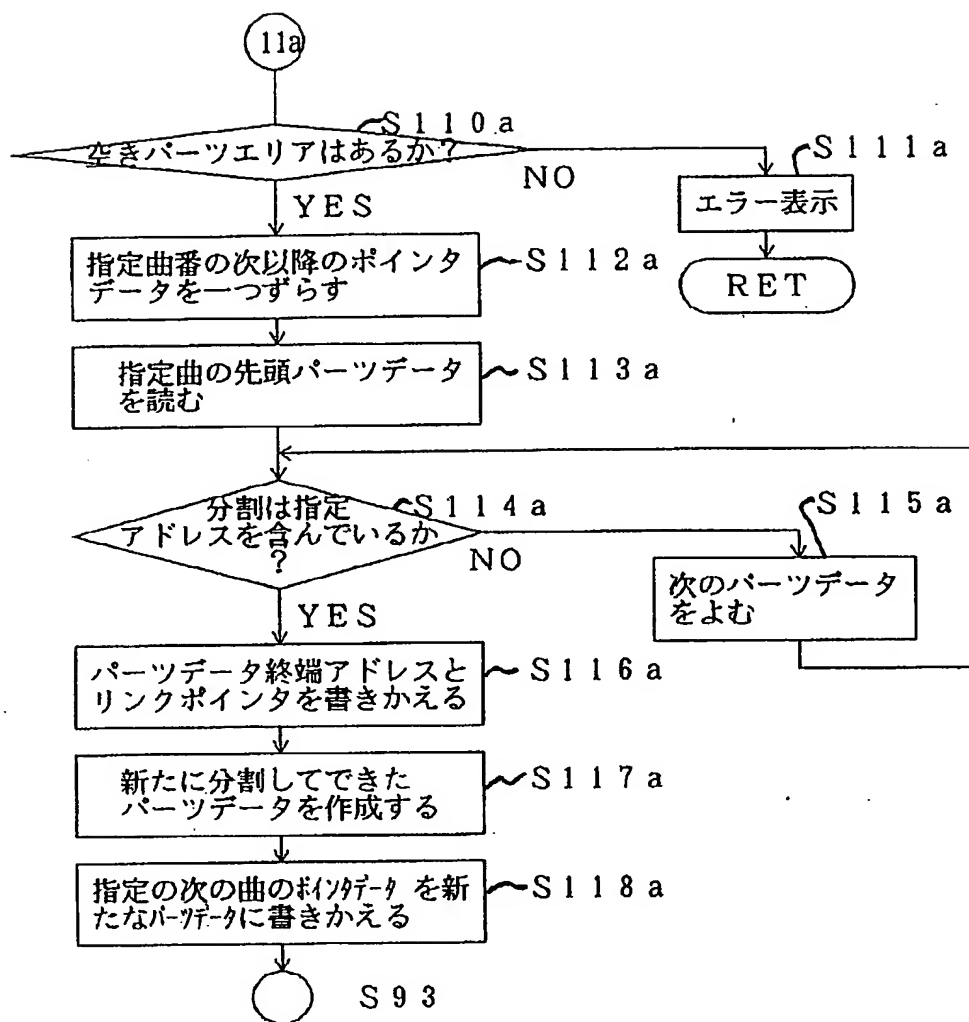 11a
S110a
空きパーツエリアはあるか?
NO
YES
S111a
エラー表示
RET
指定曲番の次以降のポインタ
データを一つずらす
S112a
指定曲の先頭パーツデータ
を読む
S113a
分割は指定
アドレスを含んでいるか
?
S114a
NO
YES
S115a
次のパーツデータ
をよむ
パーツデータ終端アドレスと
リンクポインタを書きかえる
S116a
新たに分割してできた
パーツデータを作成する
S117a
指定の次の曲のポインタデータ を新
たなパーツデータに書きかえる
S118a
S93